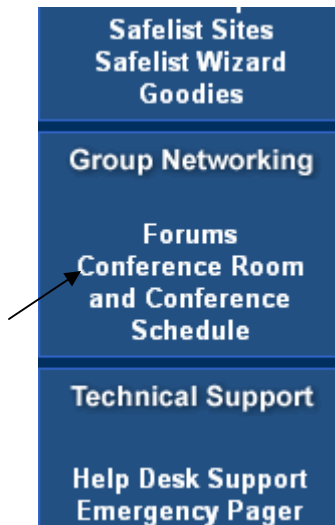 Safelist Sites
Safelist Wizard
Goodies
Group Networking
Forums
Conference Room
and Conference
Schedule
Technical Support
Help Desk Support
Emergency Pager